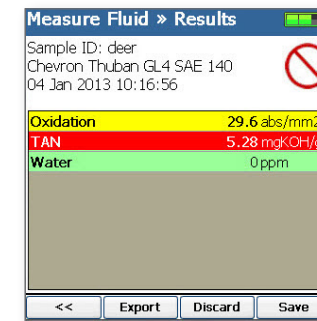 Measure Fluid » Results
Sample ID: deer
Chevron Thuban GL4 SAE 140
04 Jan 2013 10:16:56
Oxidation 29.6 abs/mm2
TAN 5.28 mgKOH/g
Water 0 ppm
<< Export Discard Save